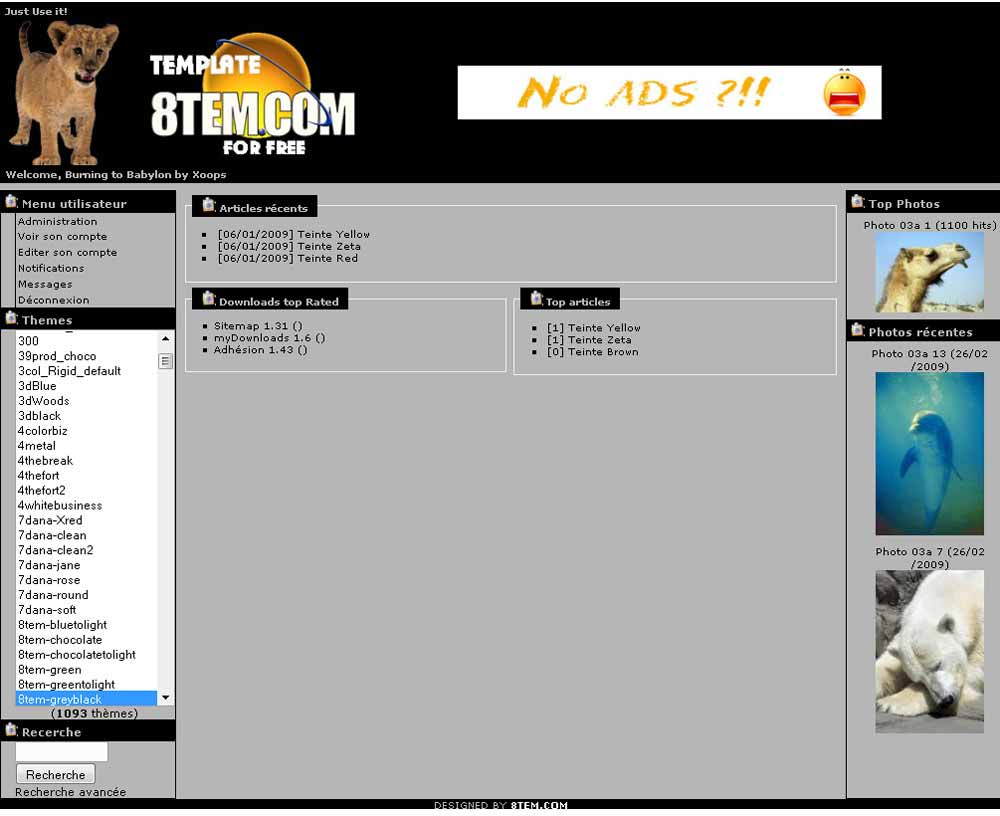 Just Use it!
TEMPLATE
8TEM.COM
FOR FREE
No ADS ?!!
Welcome, Burning to Babylon by Xoops
Menu utilisateur
Administration
Voir son compte
Editer son compte
Notifications
Messages
Déconnexion
Themes
300
39prod_choco
3col_Rigid_default
3dBlue
3dWoods
3dblack
4colorbiz
4metal
4thebreak
4thefort
4thefort2
4whitebusiness
7dana-Xred
7dana-clean
7dana-clean2
7dana-jane
7dana-rose
7dana-round
7dana-soft
8tem-bluetolight
8tem-chocolate
8tem-chocolatetolight
8tem-green
8tem-greentolight
8tem-greyblack
(1093 thèmes)
Recerche
Recherche
Recherche avancée
Articles récents
[06/01/2009] Teinte Yellow
[06/01/2009] Teinte Zeta
[06/01/2009] Teinte Red
Downloads top Rated
Sitemap 1.31 ()
myDownloads 1.6 ()
Adhésion 1.43 ()
Top articles
[1] Teinte Yellow
[1] Teinte Zeta
[0] Teinte Brown
Top Photos
Photo 03a 1 (1100 hits)
Photos récentes
Photo 03a 13 (26/02
/2009)
Photo 03a 7 (26/02
/2009)
DESIGNED BY 8TEM.COM